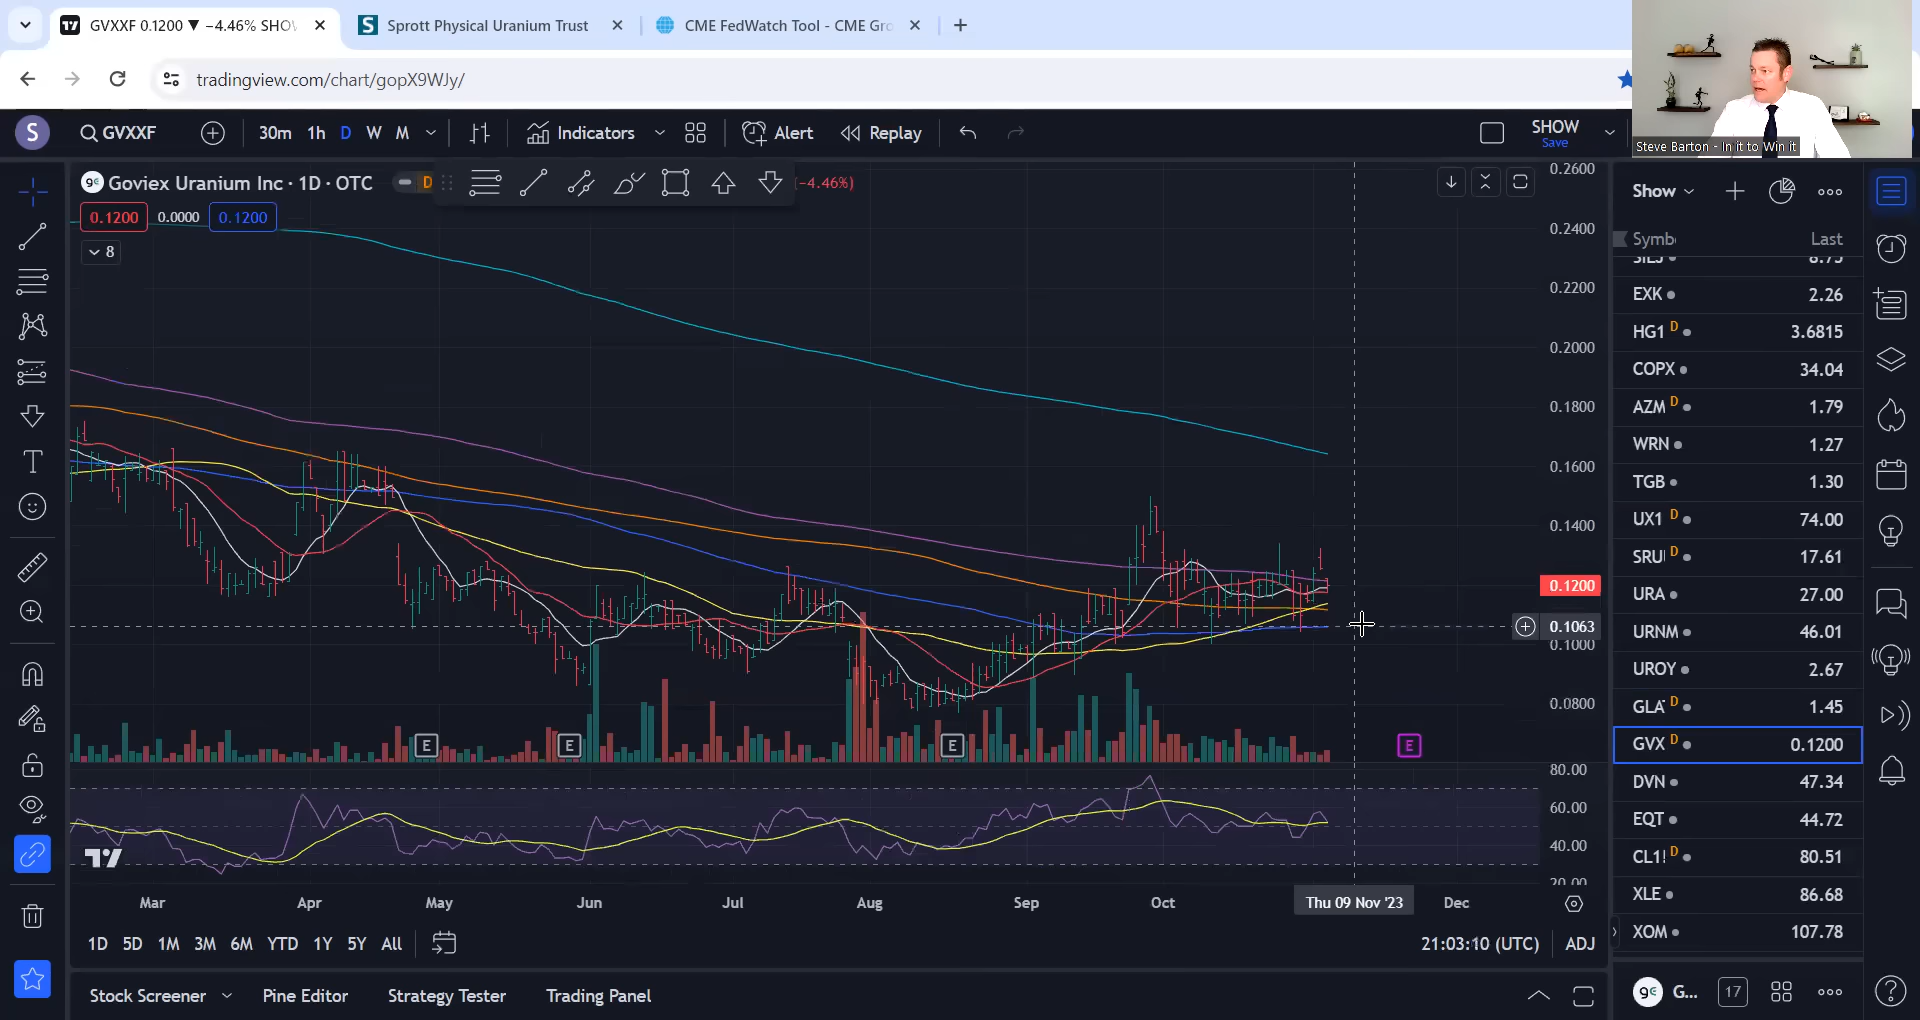 GVXXF 0.1200 ▼ −4.46% SHO
Sprott Physical Uranium Trust
CME FedWatch Tool - CME Gro
tradingview.com/chart/gopX9WJy/
S
GVXXF
30m 1h D W M
Indicators
Alert
Replay
SHOW
Save
Steve Barton - In it to Win it
Goviex Uranium Inc · 1D · OTC
D
(−4.46%)
0.1200 0.0000 0.1200
8
0.2600
0.2400
0.2200
0.2000
0.1800
0.1600
0.1400
0.1200
0.1063
0.1000
0.0800
E E E E
80.00
60.00
40.00
20.00
Mar Apr May Jun Jul Aug Sep Oct Thu 09 Nov '23 Dec
1D 5D 1M 3M 6M YTD 1Y 5Y All
21:03:10 (UTC) ADJ
Stock Screener
Pine Editor
Strategy Tester
Trading Panel
Show
Symb Last
SILJ 8.75
EXK 2.26
HG1 D 3.6815
COPX 34.04
AZM D 1.79
WRN 1.27
TGB 1.30
UX1 D 74.00
SRU D 17.61
URA 27.00
URNM 46.01
UROY 2.67
GLA D 1.45
GVX D 0.1200
DVN 47.34
EQT 44.72
CL1! D 80.51
XLE 86.68
XOM 107.78
G...
17